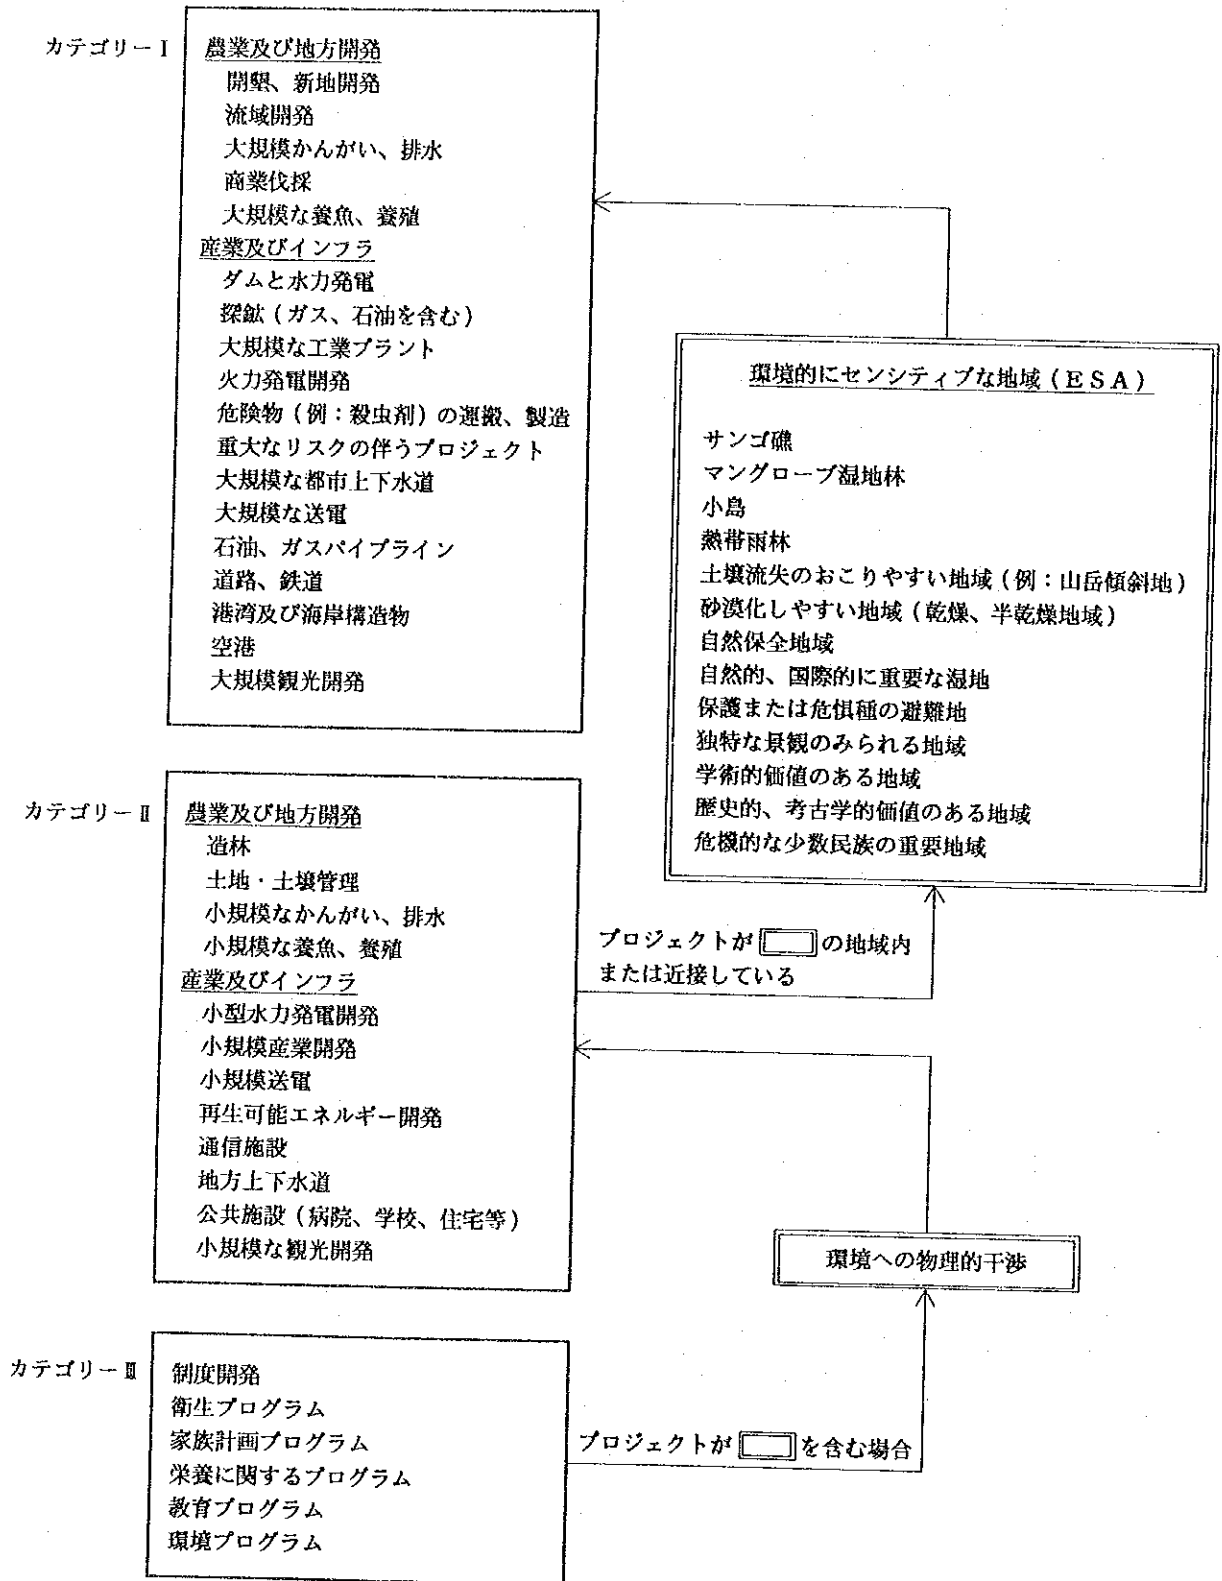 カテゴリーⅠ
農業及び地方開発
開墾、新地開発
流域開発
大規模かんがい、排水
商業伐採
大規模な養魚、養殖
産業及びインフラ
ダムと水力発電
探鉱(ガス、石油を含む)
大規模な工業プラント
火力発電開発
危険物(例:殺虫剤)の運搬、製造
重大なリスクの伴うプロジェクト
大規模な都市上下水道
大規模な送電
石油、ガスパイプライン
道路、鉄道
港湾及び海岸構造物
空港
大規模観光開発
環境的にセンシティブな地域(ESA)
サンゴ礁
マングローブ湿地林
小島
熱帯雨林
土壌流失のおこりやすい地域(例:山岳傾斜地)
砂漠化しやすい地域(乾燥、半乾燥地域)
自然保全地域
自然的、国際的に重要な湿地
保護または危惧種の避難地
独特な景観のみられる地域
学術的価値のある地域
歴史的、考古学的価値のある地域
危機的な少数民族の重要地域
カテゴリーⅡ
農業及び地方開発
造林
土地・土壌管理
小規模なかんがい、排水
小規模な養魚、養殖
産業及びインフラ
小型水力発電開発
小規模産業開発
小規模送電
再生可能エネルギー開発
通信施設
地方上下水道
公共施設(病院、学校、住宅等)
小規模な観光開発
プロジェクトが の地域内
または近接している
環境への物理的干渉
カテゴリーⅢ
制度開発
衛生プログラム
家族計画プログラム
栄養に関するプログラム
教育プログラム
環境プログラム
プロジェクトが を含む場合